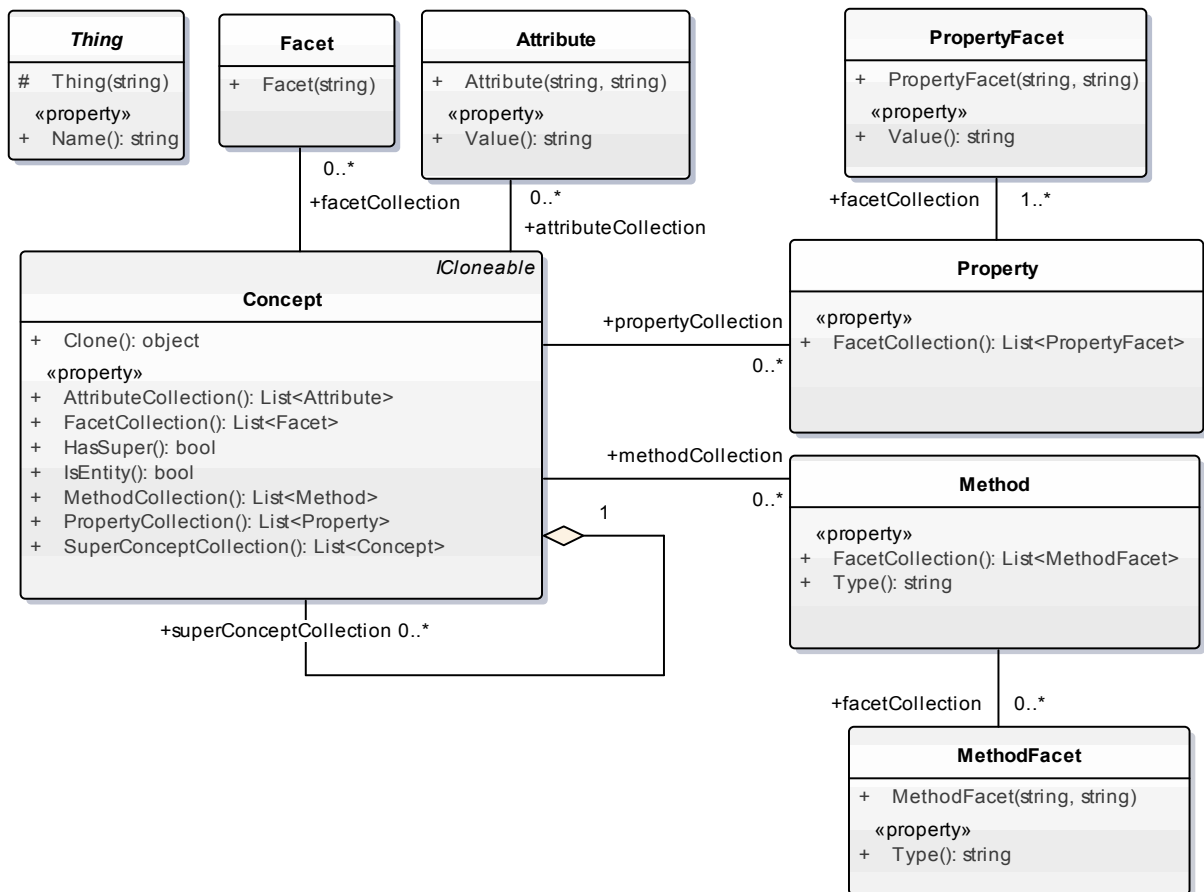 Thing
# Thing(string)
«property»
+ Name(): string
Facet
+ Facet(string)
Attribute
+ Attribute(string, string)
«property»
+ Value(): string
PropertyFacet
+ PropertyFacet(string, string)
«property»
+ Value(): string
0..*
+facetCollection
0..*
+attributeCollection
+facetCollection
1..*
ICloneable
Concept
+ Clone(): object
«property»
+ AttributeCollection(): List<Attribute>
+ FacetCollection(): List<Facet>
+ HasSuper(): bool
+ IsEntity(): bool
+ MethodCollection(): List<Method>
+ PropertyCollection(): List<Property>
+ SuperConceptCollection(): List<Concept>
+propertyCollection
0..*
Property
«property»
+ FacetCollection(): List<PropertyFacet>
+methodCollection
0..*
1
+superConceptCollection 0..*
Method
«property»
+ FacetCollection(): List<MethodFacet>
+ Type(): string
+facetCollection
0..*
MethodFacet
+ MethodFacet(string, string)
«property»
+ Type(): string